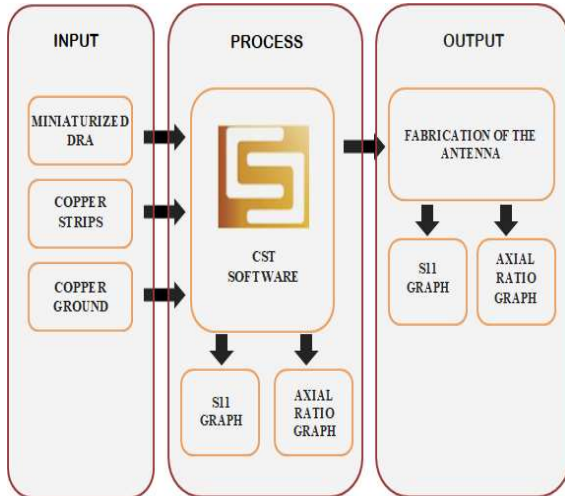 INPUT
MINIATURIZED
DRA
COPPER
STRIPS
COPPER
GROUND
PROCESS
CST
SOFTWARE
S11
GRAPH
AXIAL
RATIO
GRAPH
OUTPUT
FABRICATION OF THE
ANTENNA
S11
GRAPH
AXIAL
RATIO
GRAPH